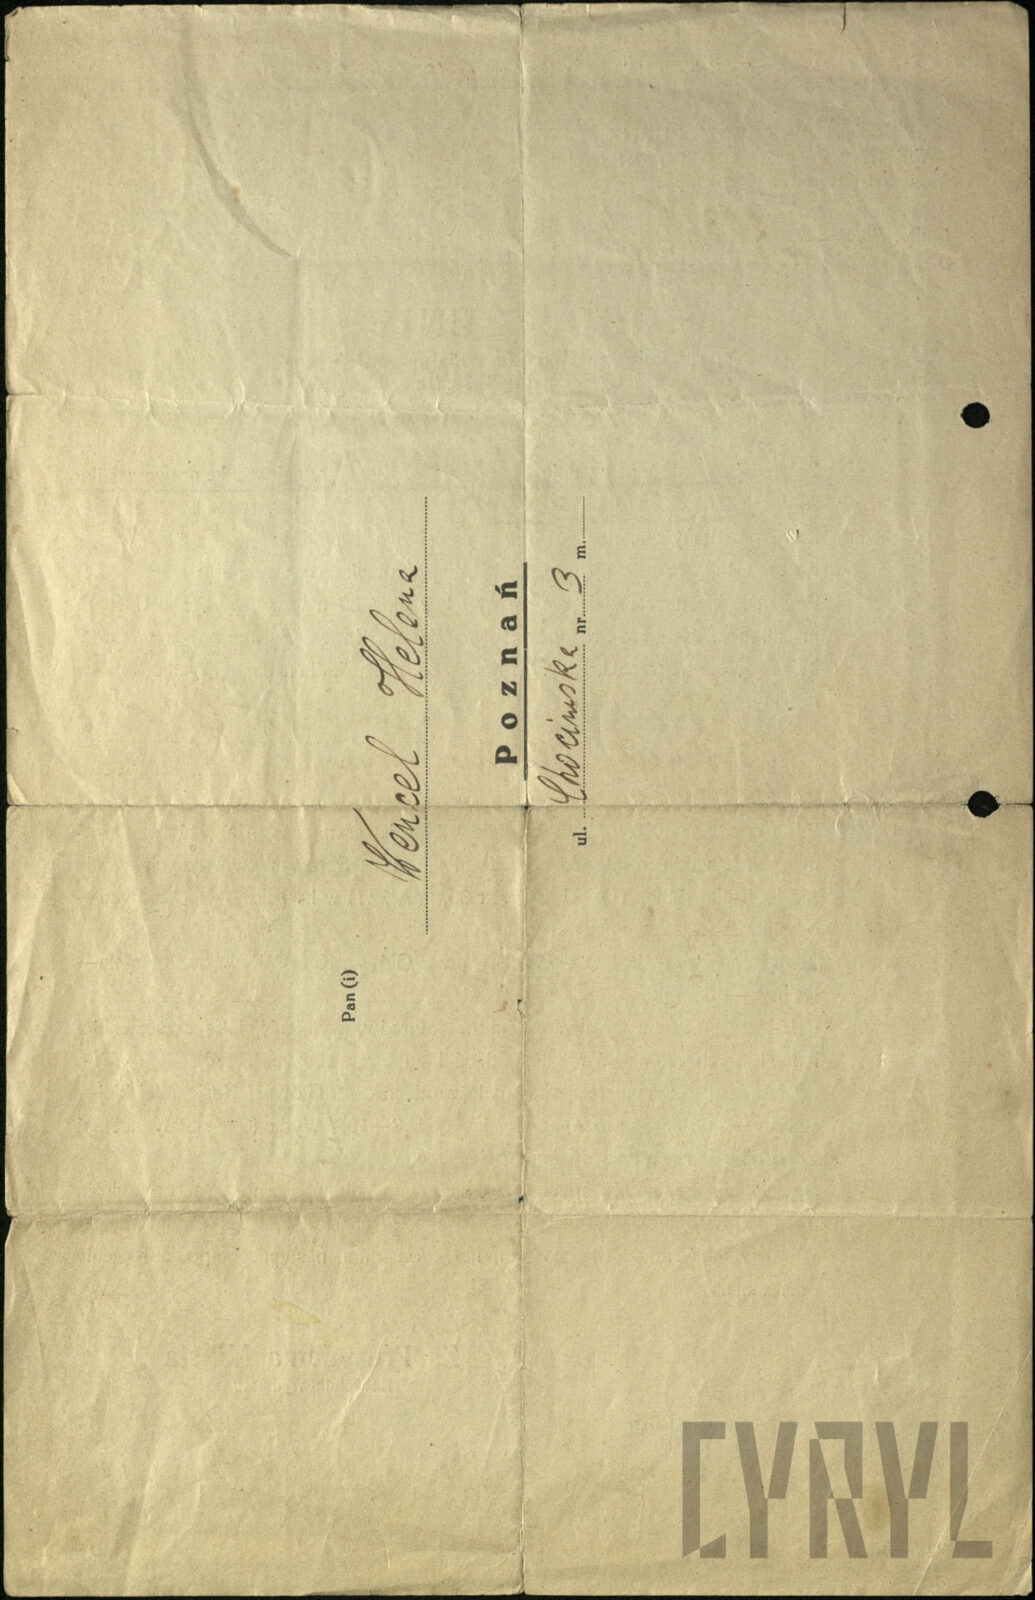 Pan(i)
Wencel Helena
Poznań
ul. Chocimska nr. 3 m.
CYRYL